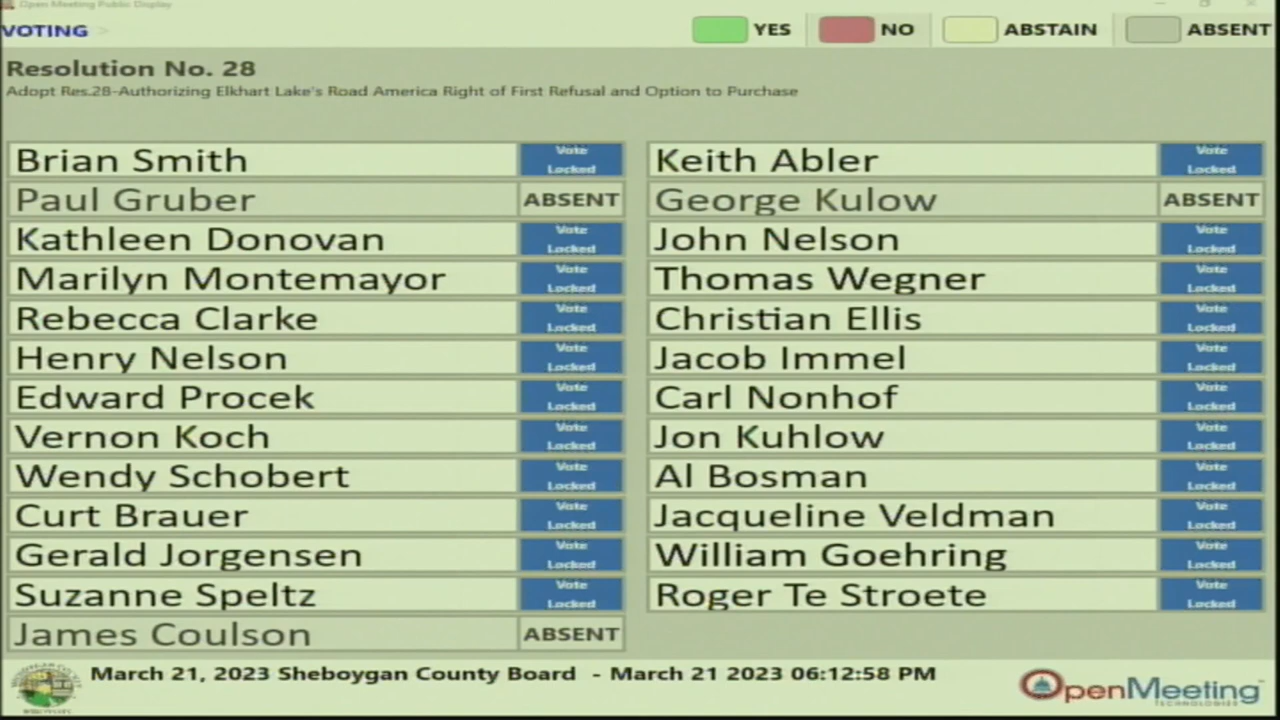 Open Meeting Public Display
VOTING >
YES
NO
ABSTAIN
ABSENT
Resolution No. 28
Adopt Res.28-Authorizing Elkhart Lake's Road America Right of First Refusal and Option to Purchase
Brian Smith Vote Locked
Paul Gruber ABSENT
Kathleen Donovan Vote Locked
Marilyn Montemayor Vote Locked
Rebecca Clarke Vote Locked
Henry Nelson Vote Locked
Edward Procek Vote Locked
Vernon Koch Vote Locked
Wendy Schobert Vote Locked
Curt Brauer Vote Locked
Gerald Jorgensen Vote Locked
Suzanne Speltz Vote Locked
James Coulson ABSENT
Keith Abler Vote Locked
George Kulow ABSENT
John Nelson Vote Locked
Thomas Wegner Vote Locked
Christian Ellis Vote Locked
Jacob Immel Vote Locked
Carl Nonhof Vote Locked
Jon Kuhlow Vote Locked
Al Bosman Vote Locked
Jacqueline Veldman Vote Locked
William Goehring Vote Locked
Roger Te Stroete Vote Locked
March 21, 2023 Sheboygan County Board - March 21 2023 06:12:58 PM
OpenMeeting
TECHNOLOGIES